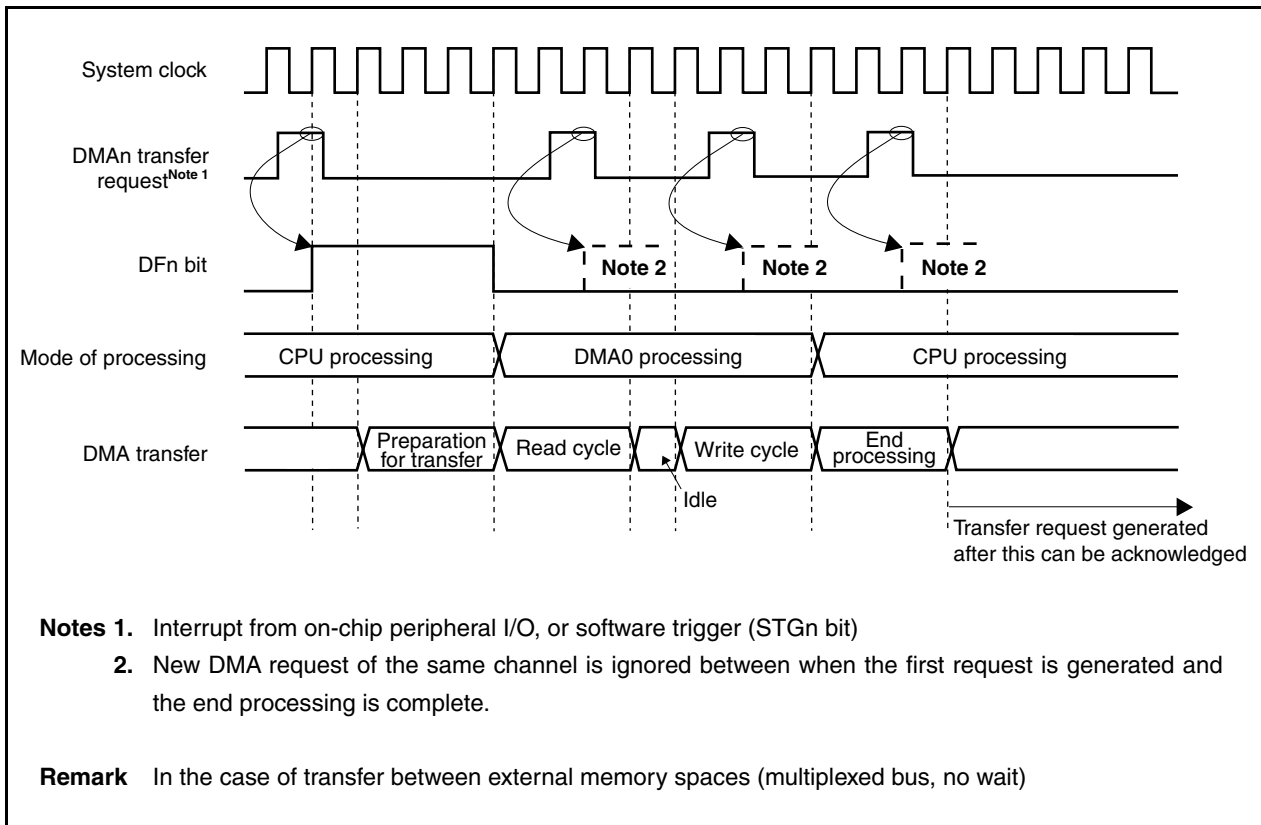 System clock
DMAn transfer
request Note 1
DFn bit
Note 2
Note 2
Note 2
Mode of processing
CPU processing
DMA0 processing
CPU processing
DMA transfer
Preparation
for transfer
Read cycle
Idle
Write cycle
End
processing
Transfer request generated
after this can be acknowledged
Notes 1. Interrupt from on-chip peripheral I/O, or software trigger (STGn bit)
2. New DMA request of the same channel is ignored between when the first request is generated and
the end processing is complete.
Remark In the case of transfer between external memory spaces (multiplexed bus, no wait)